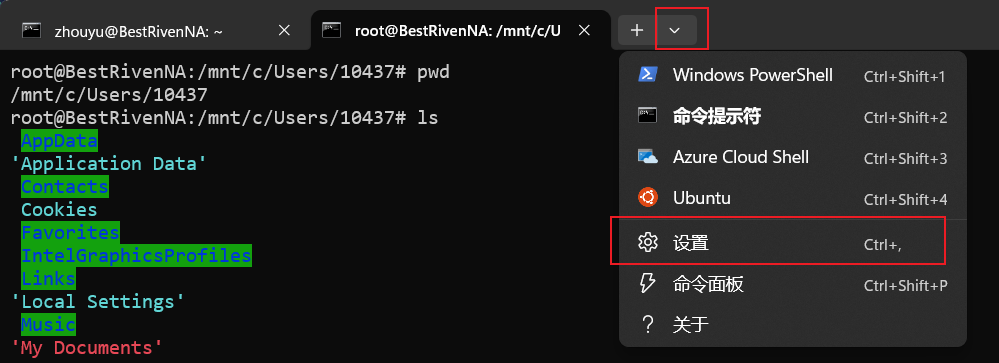 zhouyu@BestRivenNA: ~
root@BestRivenNA: /mnt/c/U
root@BestRivenNA:/mnt/c/Users/10437# pwd
/mnt/c/Users/10437
root@BestRivenNA:/mnt/c/Users/10437# ls
AppData
'Application Data'
Contacts
Cookies
Favorites
IntelGraphicsProfiles
Links
'Local Settings'
Music
'My Documents'
Windows PowerShell Ctrl+Shift+1
命令提示符 Ctrl+Shift+2
Azure Cloud Shell Ctrl+Shift+3
Ubuntu Ctrl+Shift+4
设置 Ctrl+,
命令面板 Ctrl+Shift+P
关于